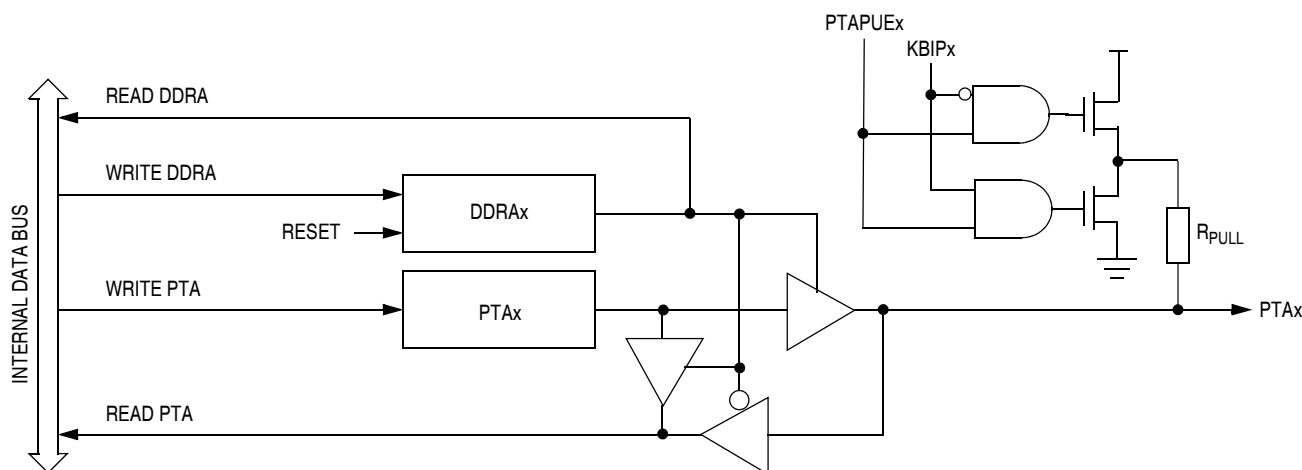 PTAPUEx
KBIPx
READ DDRA
WRITE DDRA
DDRAx
RESET
RPULL
INTERNAL DATA BUS
WRITE PTA
PTAx
PTAx
READ PTA